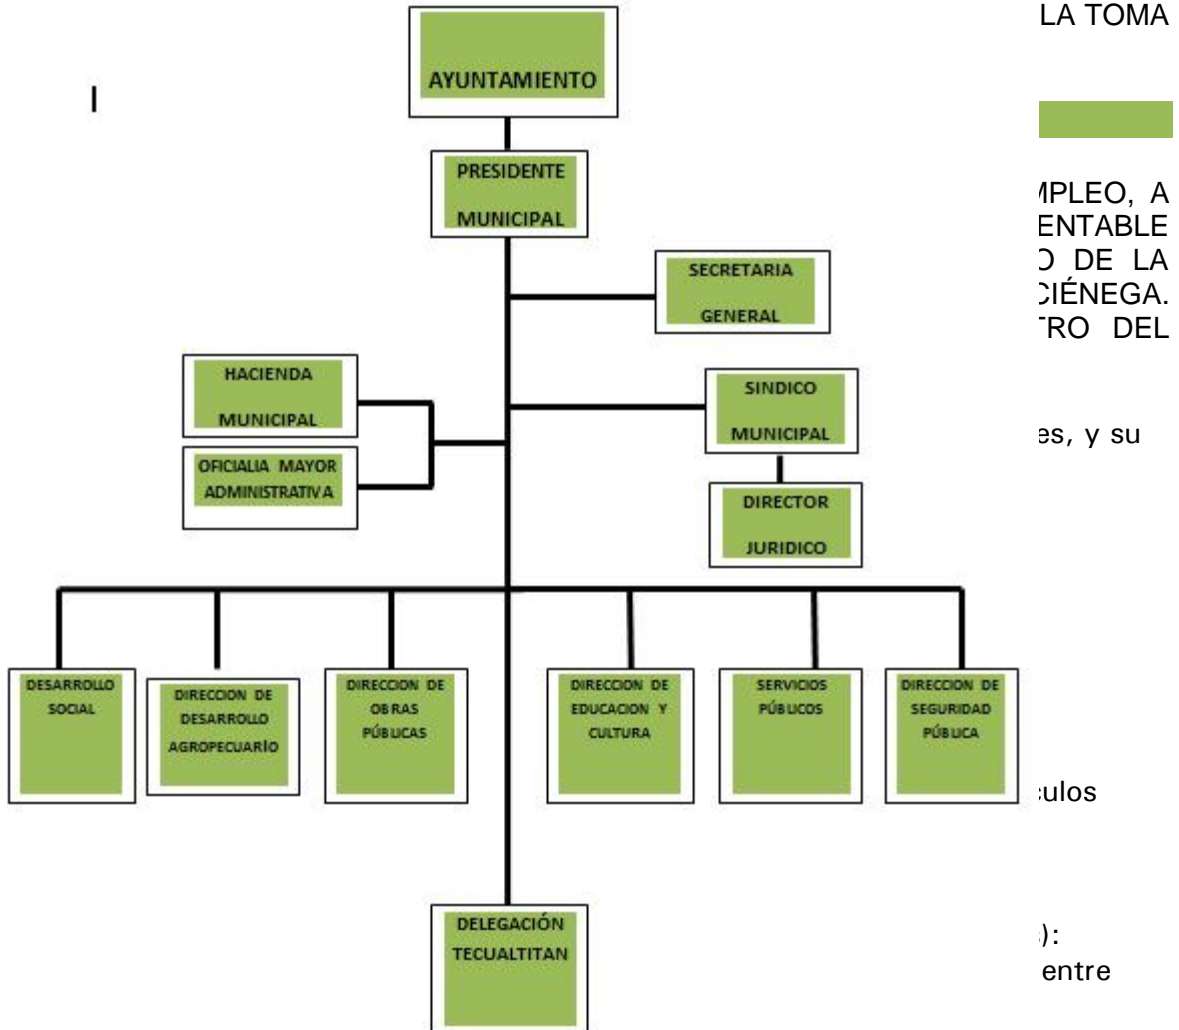 LA TOMA
AYUNTAMIENTO
PRESIDENTE
MUNICIPAL
SECRETARIA
GENERAL
HACIENDA
MUNICIPAL
OFICIALIA MAYOR
ADMINISTRATIVA
SINDICO
MUNICIPAL
DIRECTOR
JURIDICO
DESARROLLO
SOCIAL
DIRECCION DE
DESARROLLO
AGROPECUARÍO
DIRECCION DE
OBRAS
PÚBLICAS
DIRECCION DE
EDUCACION Y
CULTURA
SERVICIOS
PÚBLICOS
DIRECCION DE
SEGURIDAD
PÚBLICA
DELEGACIÓN
TECUALTITAN
MPLEO, A
ENTABLE
O DE LA
CIÉNEGA.
TRO DEL
es, y su
culos
):
entre